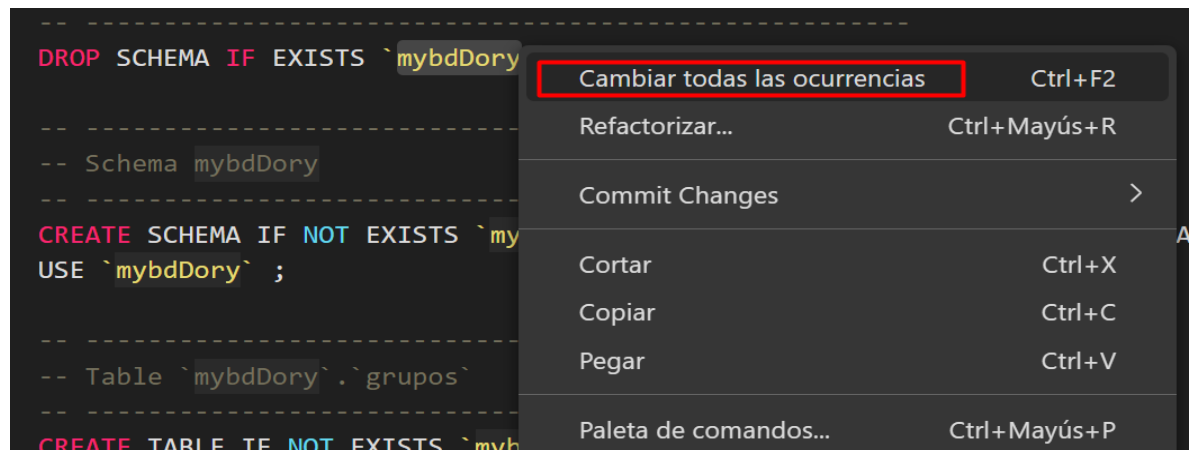 -- -----------------------------------------------------
DROP SCHEMA IF EXISTS `mybdDory
Cambiar todas las ocurrencias Ctrl+F2
Refactorizar... Ctrl+Mayús+R
-- Schema mybdDory
Commit Changes
CREATE SCHEMA IF NOT EXISTS `my
USE `mybdDory` ;
Cortar Ctrl+X
Copiar Ctrl+C
Pegar Ctrl+V
-- Table `mybdDory`.`grupos`
Paleta de comandos... Ctrl+Mayús+P
CREATE TABLE IF NOT EXISTS `myb